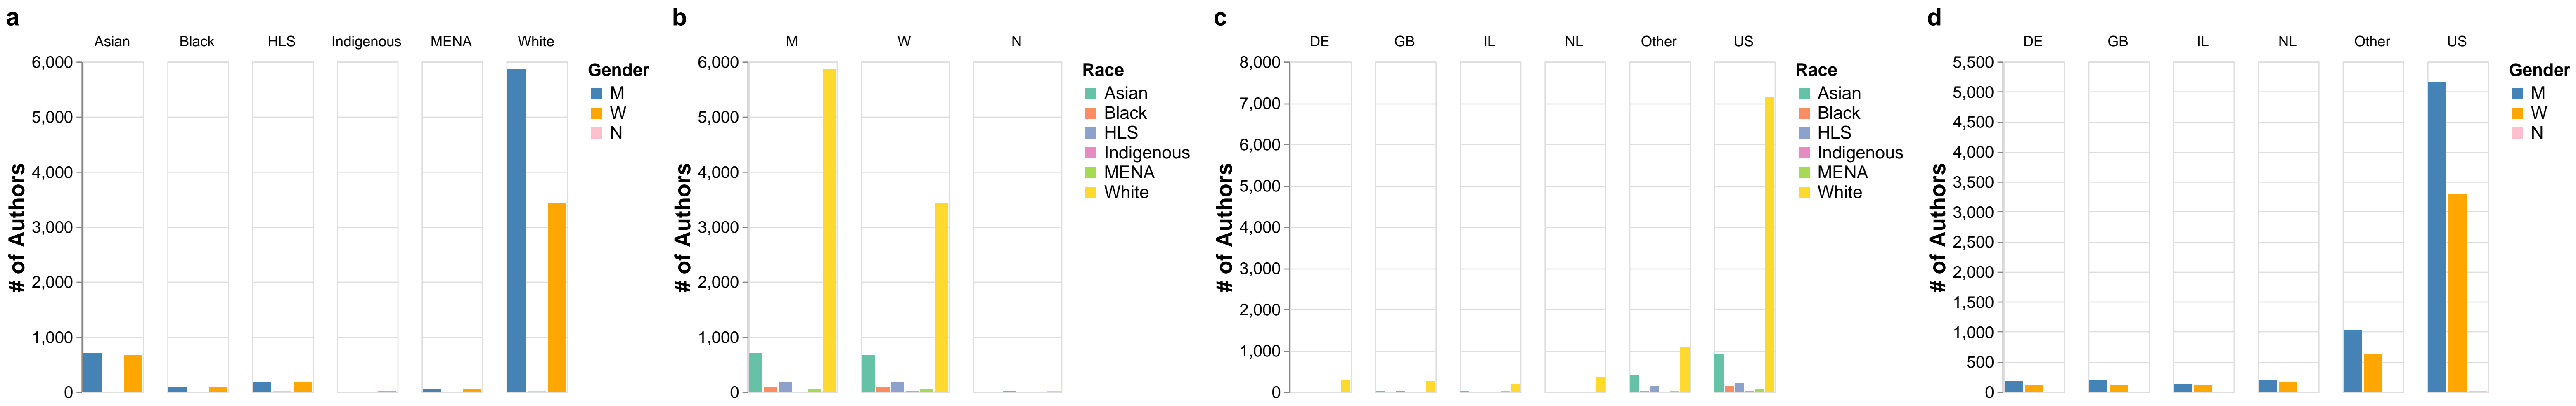 a
Asian Black HLS Indigenous MENA White
# of Authors
6,000
5,000
4,000
3,000
2,000
1,000
0
Gender
M
W
N
b
M W N
# of Authors
6,000
5,000
4,000
3,000
2,000
1,000
0
Race
Asian
Black
HLS
Indigenous
MENA
White
c
DE GB IL NL Other US
# of Authors
8,000
7,000
6,000
5,000
4,000
3,000
2,000
1,000
0
Race
Asian
Black
HLS
Indigenous
MENA
White
d
DE GB IL NL Other US
# of Authors
5,500
5,000
4,500
4,000
3,500
3,000
2,500
2,000
1,500
1,000
500
0
Gender
M
W
N